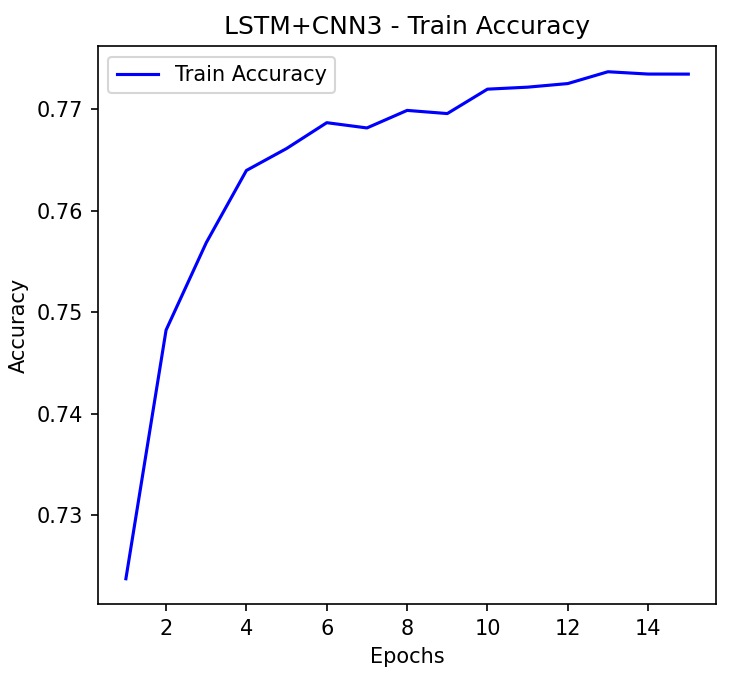 LSTM+CNN3 - Train Accuracy
Train Accuracy
0.77
0.76
0.75
0.74
0.73
Accuracy
2 4 6 8 10 12 14
Epochs